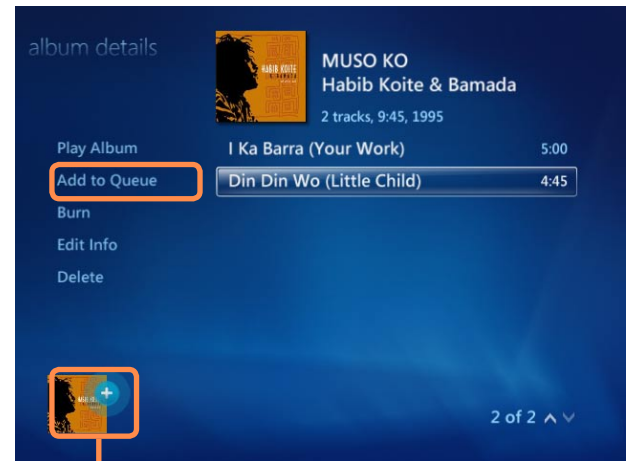 album details
HABIB KOITE
& BAMADA
MUSO KO
Habib Koite & Bamada
2 tracks, 9:45, 1995
Play Album
I Ka Barra (Your Work) 5:00
Add to Queue
Din Din Wo (Little Child) 4:45
Burn
Edit Info
Delete
2 of 2